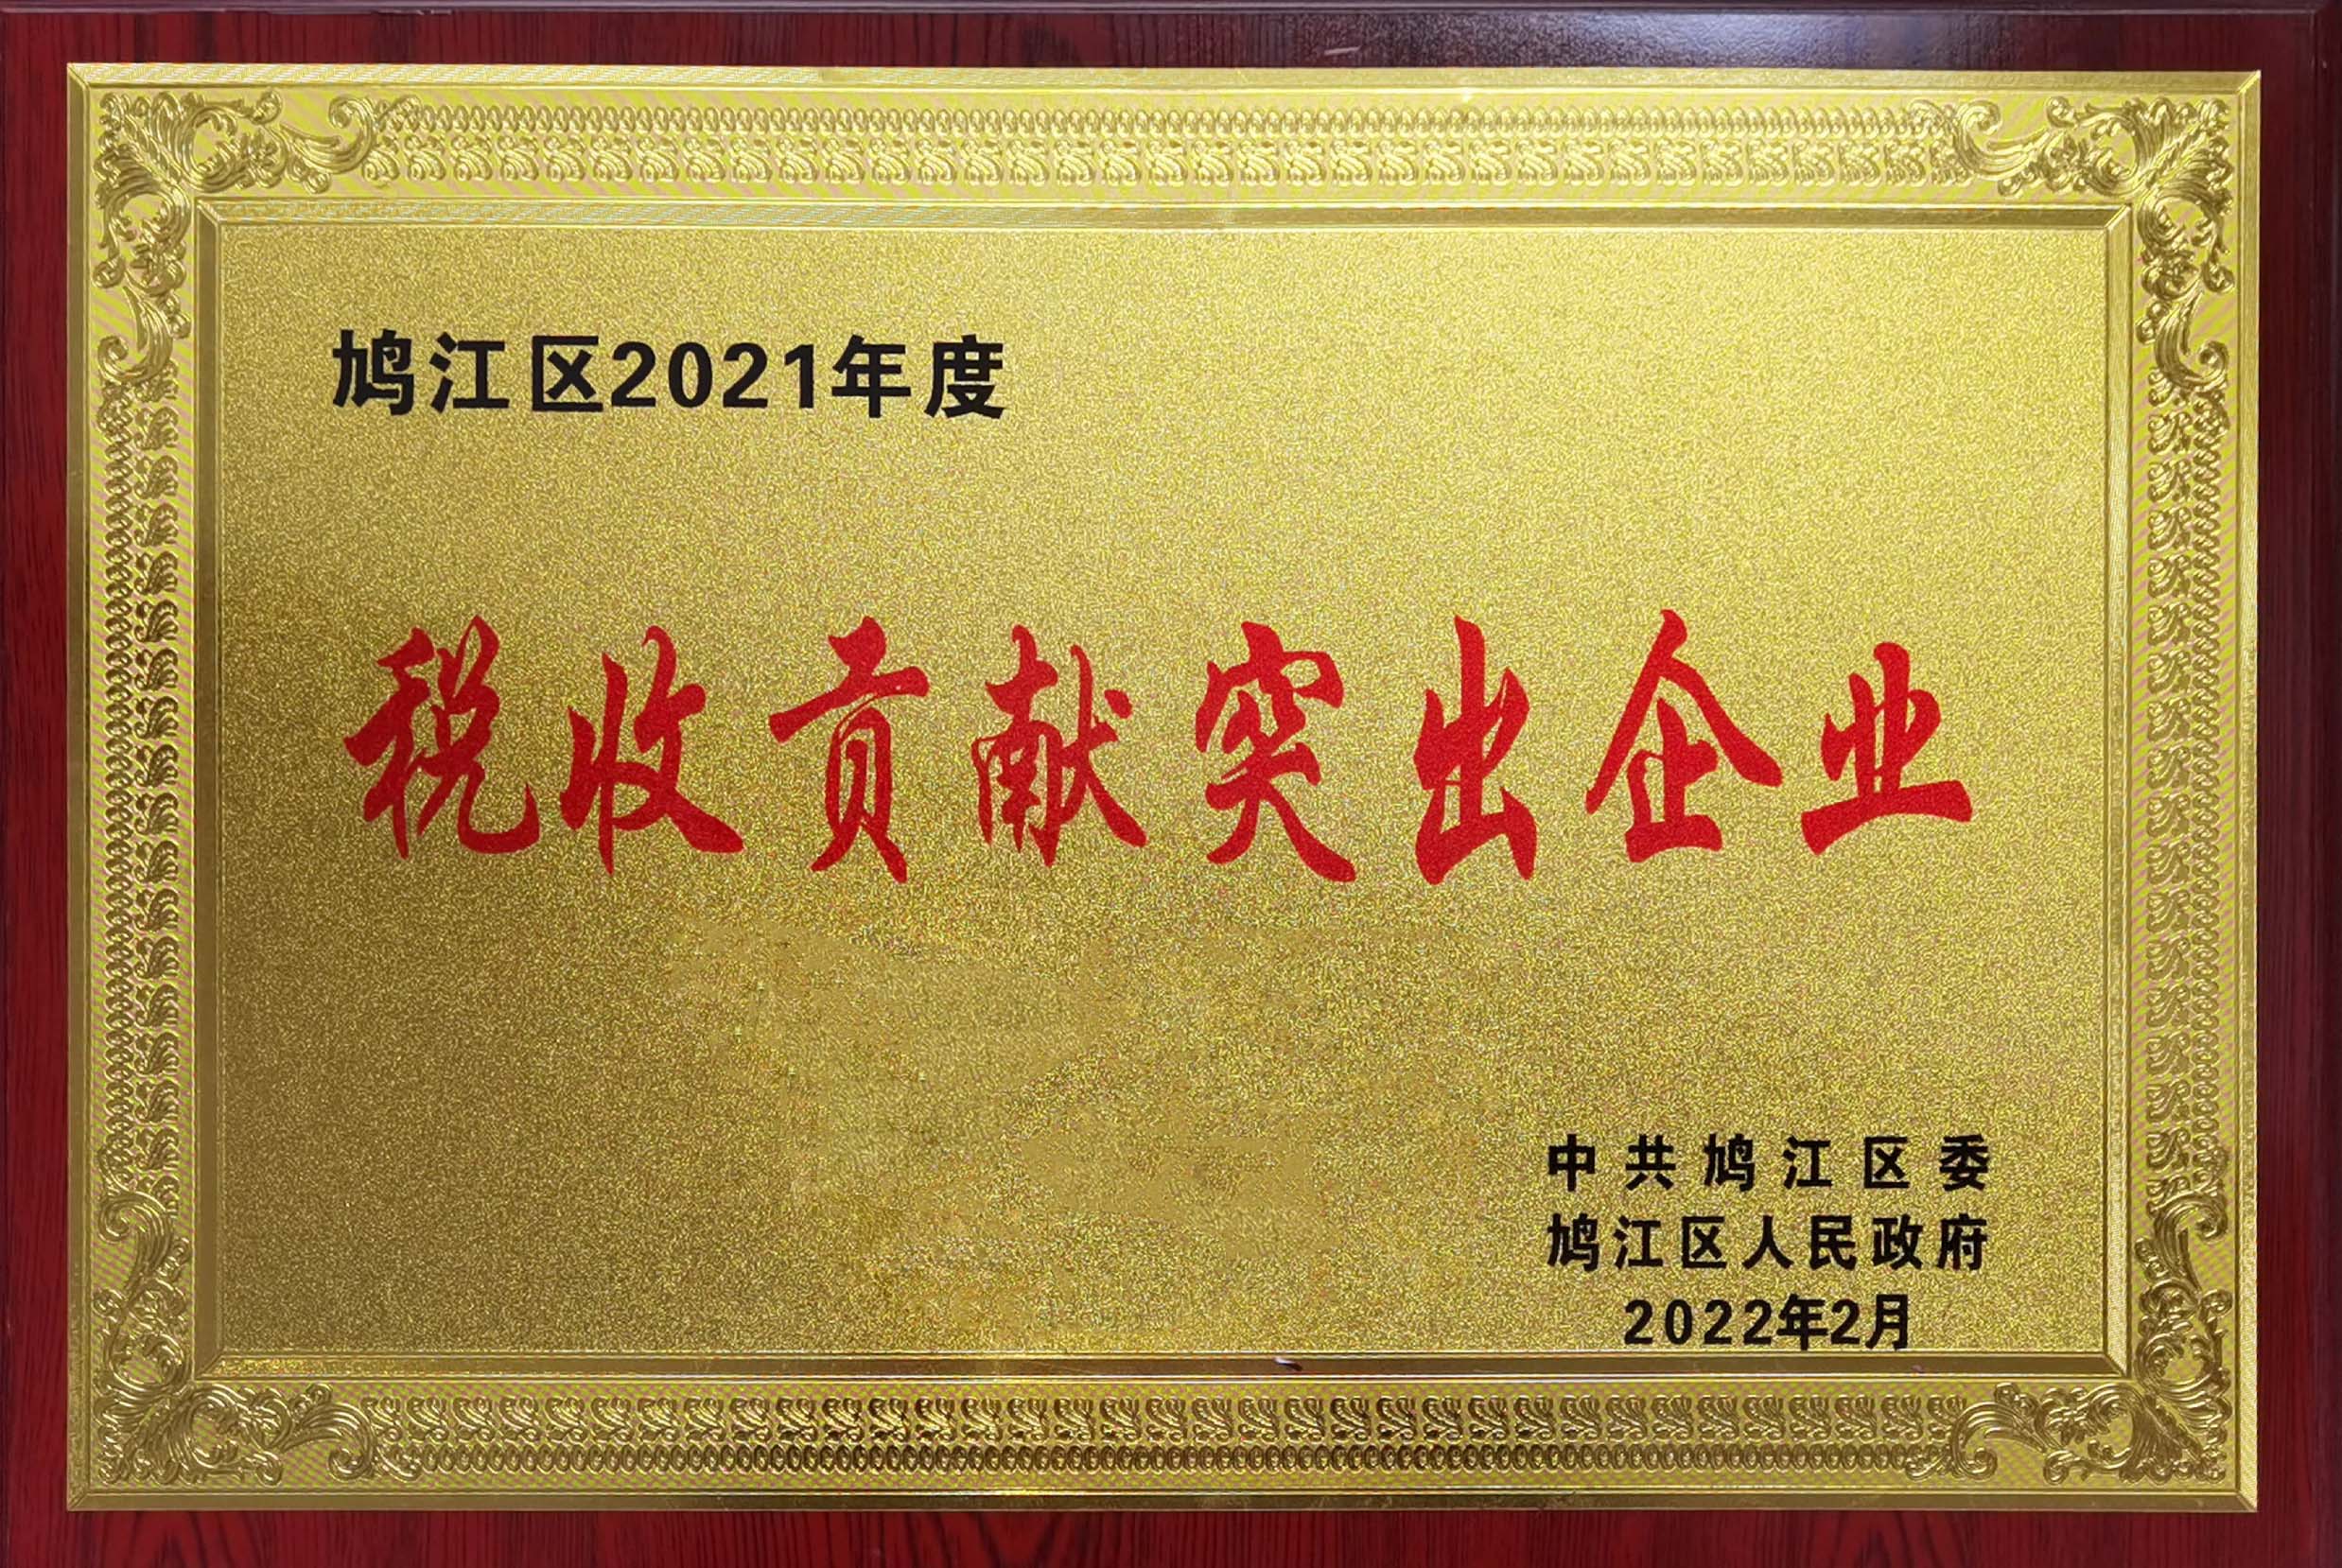 鸠江区2021年度
税收贡献突出企业
中共鸠江区委
鸠江区人民政府
2022年2月